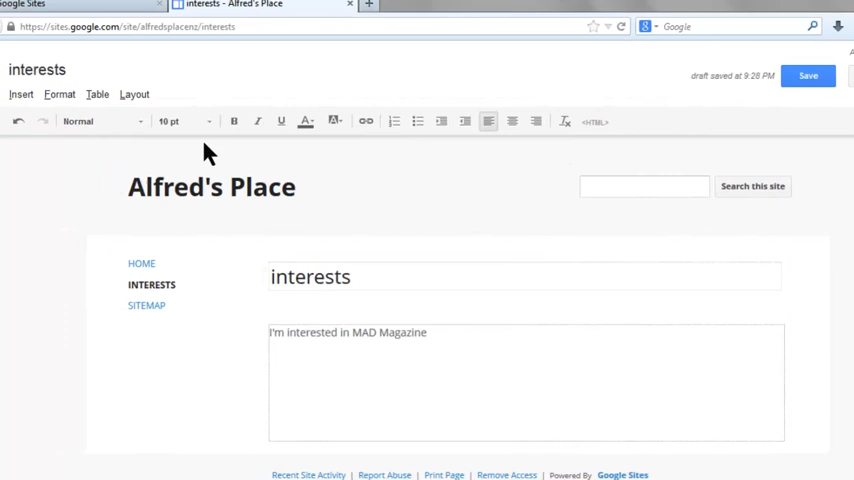 Google Sites
interests - Alfred's Place
https://sites.google.com/site/alfredsplacenz/interests
Google
interests
draft saved at 9:28 PM
Save
Insert Format Table Layout
Normal 10 pt B I U A A <HTML>
Alfred's Place
Search this site
HOME
INTERESTS
SITEMAP
interests
I'm interested in MAD Magazine
Recent Site Activity | Report Abuse | Print Page | Remove Access | Powered By Google Sites